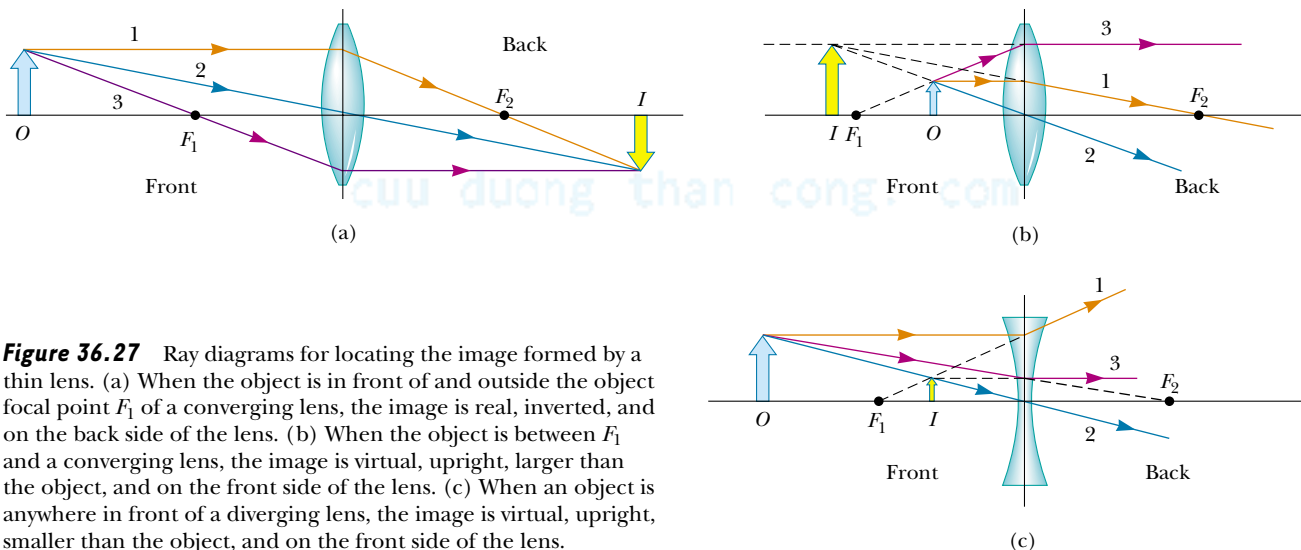 1
2
3
O
F1
F2
I
Front
Back
(a)
3
1
2
I
F1
O
F2
Front
Back
(b)
cuu duong than cong. com
1
3
2
O
F1
I
F2
Front
Back
(c)
Figure 36.27 Ray diagrams for locating the image formed by a
thin lens. (a) When the object is in front of and outside the object
focal point F1 of a converging lens, the image is real, inverted, and
on the back side of the lens. (b) When the object is between F1
and a converging lens, the image is virtual, upright, larger than
the object, and on the front side of the lens. (c) When an object is
anywhere in front of a diverging lens, the image is virtual, upright,
smaller than the object, and on the front side of the lens.